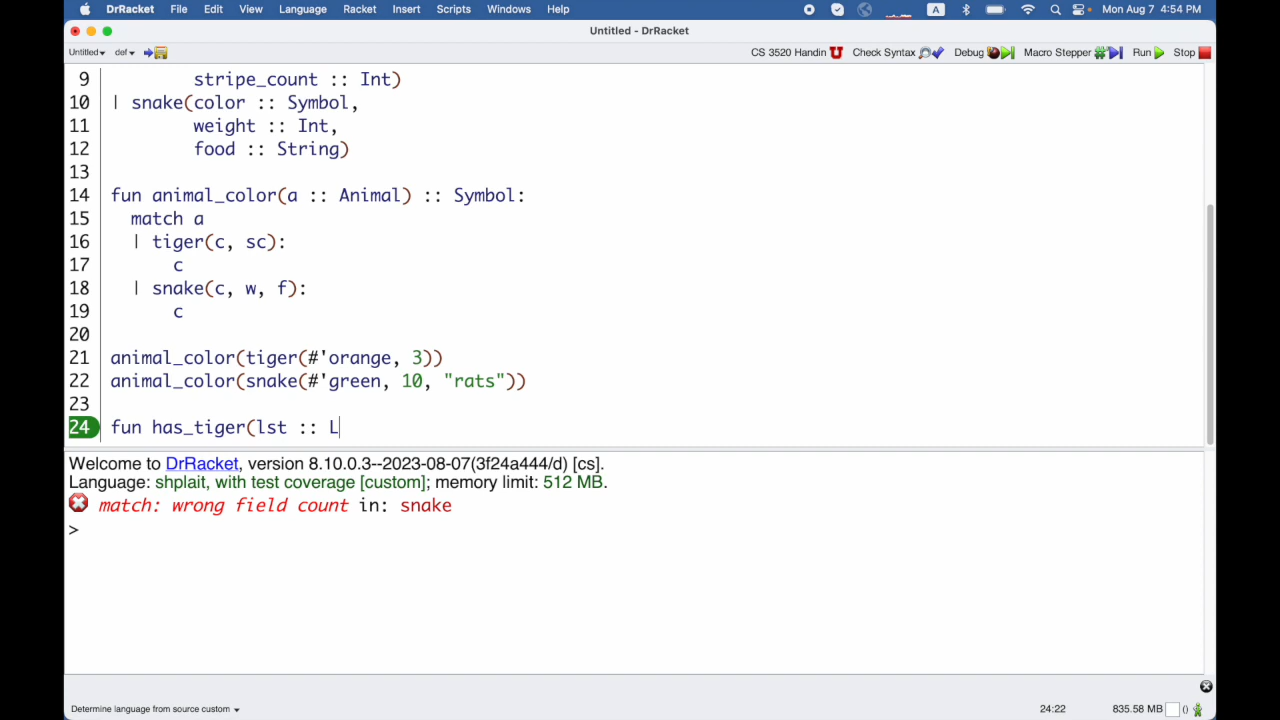 DrRacket File Edit View Language Racket Insert Scripts Windows Help A Mon Aug 7 4:54 PM
Untitled - DrRacket
Untitled def CS 3520 Handin Check Syntax Debug Macro Stepper Run Stop
9 stripe_count :: Int)
10 | snake(color :: Symbol,
11 weight :: Int,
12 food :: String)
13
14 fun animal_color(a :: Animal) :: Symbol:
15 match a
16 | tiger(c, sc):
17 c
18 | snake(c, w, f):
19 c
20
21 animal_color(tiger(#'orange, 3))
22 animal_color(snake(#'green, 10, "rats"))
23
24 fun has_tiger(lst :: L
Welcome to DrRacket, version 8.10.0.3--2023-08-07(3f24a444/d) [cs].
Language: shplait, with test coverage [custom]; memory limit: 512 MB.
match: wrong field count in: snake
>
Determine language from source custom 24:22 835.58 MB ()